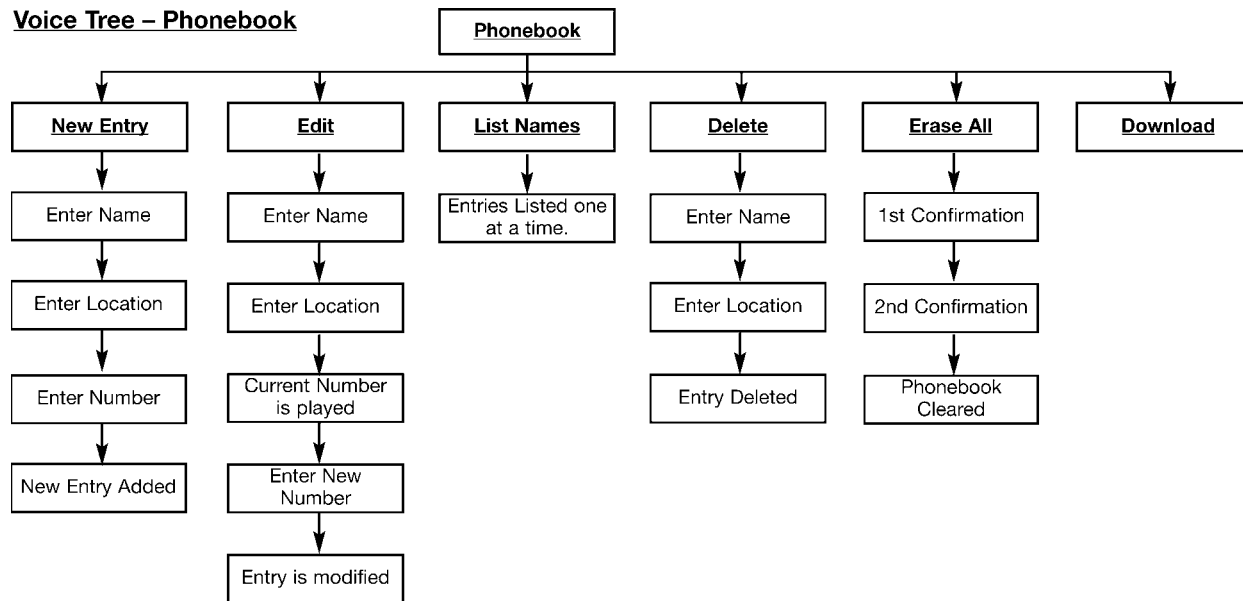 Voice Tree – Phonebook
Phonebook
New Entry
Edit
List Names
Delete
Erase All
Download
Enter Name
Enter Name
Entries Listed one
at a time.
Enter Name
1st Confirmation
Enter Location
Enter Location
Enter Location
2nd Confirmation
Enter Number
Current Number
is played
Entry Deleted
Phonebook
Cleared
New Entry Added
Enter New
Number
Entry is modified